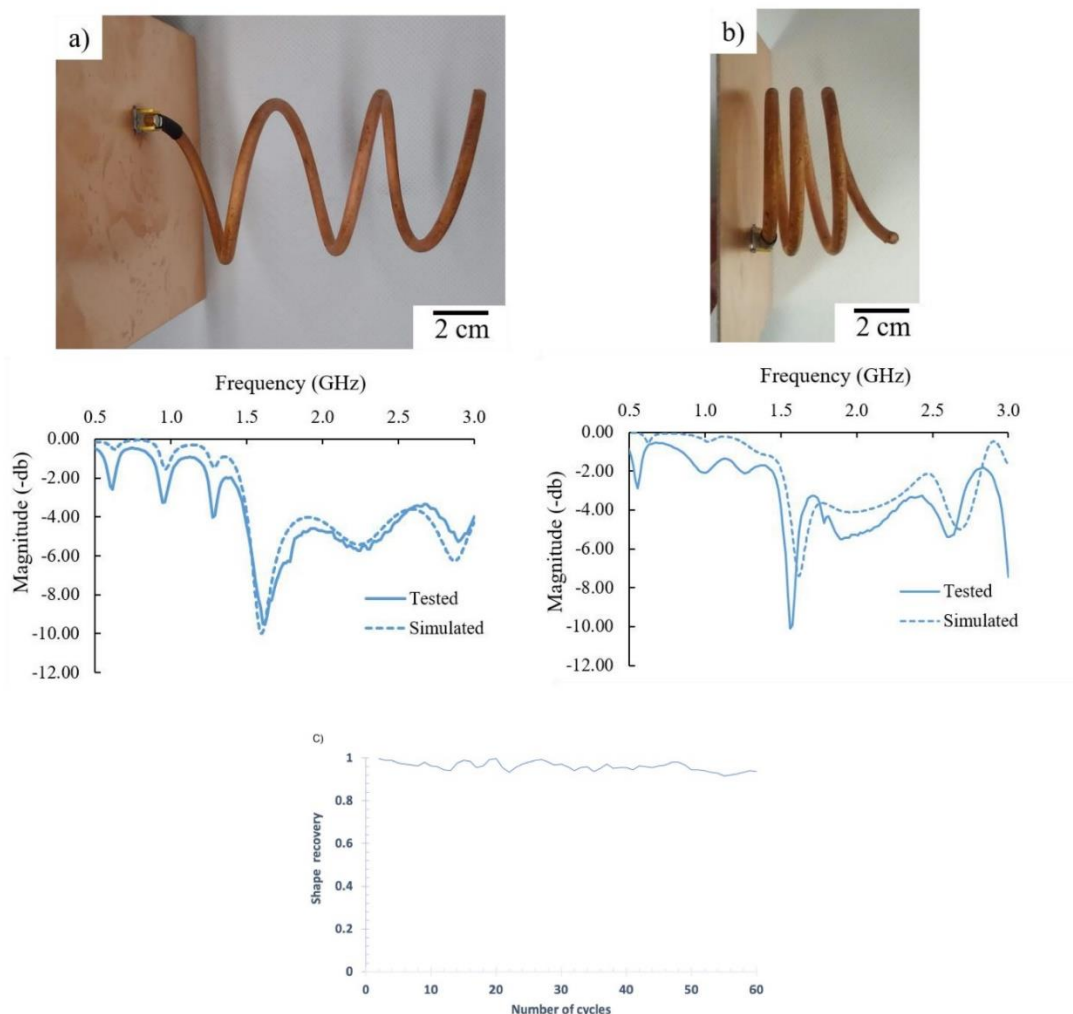 a)
2 cm
b)
2 cm
Frequency (GHz)
0.5 1.0 1.5 2.0 2.5 3.0
0.00
-2.00
-4.00
-6.00
-8.00
-10.00
-12.00
Magnitude (-db)
Tested
Simulated
Frequency (GHz)
0.5 1.0 1.5 2.0 2.5 3.0
0.00
-2.00
-4.00
-6.00
-8.00
-10.00
-12.00
Magnitude (-db)
Tested
Simulated
C)
1
0.8
0.6
0.4
0.2
0
Shape recovery
0 10 20 30 40 50 60
Number of cycles